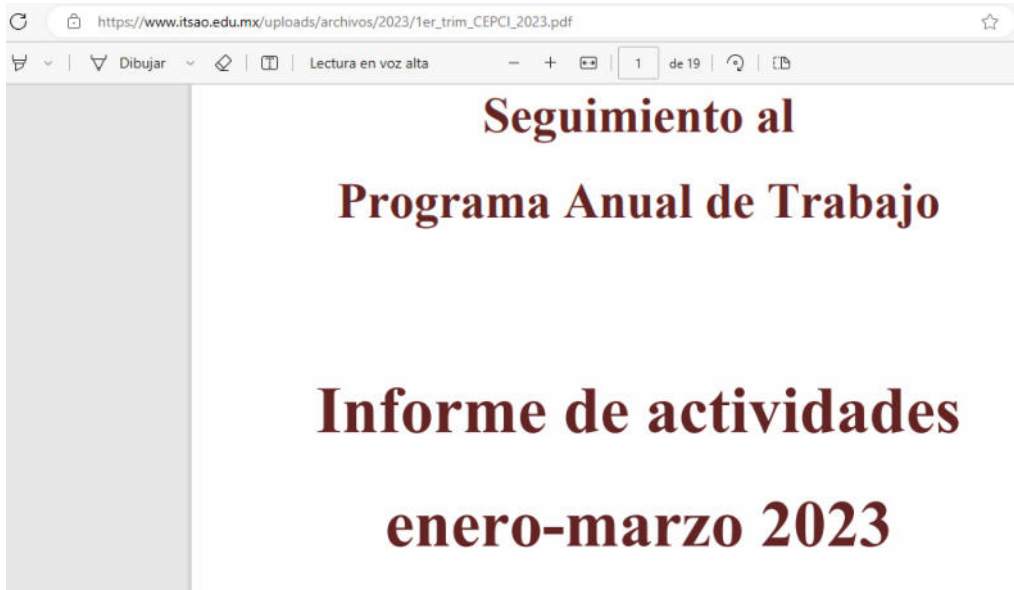 https://www.itsao.edu.mx/uploads/archivos/2023/1er_trim_CEPCI_2023.pdf
Dibujar Lectura en voz alta 1 de 19
Seguimiento al
Programa Anual de Trabajo
Informe de actividades
enero-marzo 2023